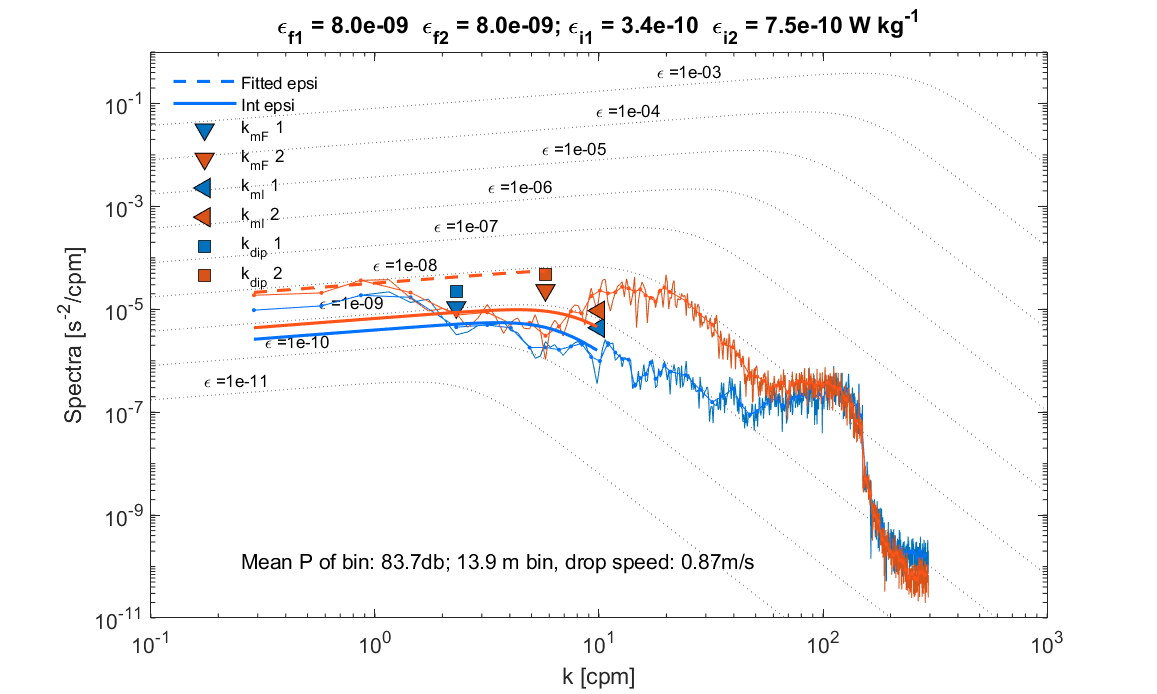 ϵf1 = 8.0e-09 ϵf2 = 8.0e-09; ϵi1 = 3.4e-10 ϵi2 = 7.5e-10 W kg-1
Fitted epsi
Int epsi
kmF 1
kmF 2
kmI 1
kmI 2
kdip 1
kdip 2
ϵ =1e-03
ϵ =1e-04
ϵ =1e-05
ϵ =1e-06
ϵ =1e-07
ϵ =1e-08
ϵ =1e-09
ϵ =1e-10
ϵ =1e-11
Mean P of bin: 83.7db; 13.9 m bin, drop speed: 0.87m/s
Spectra [s-2/cpm]
10-1
10-3
10-5
10-7
10-9
10-11
10-1 100 101 102 103
k [cpm]